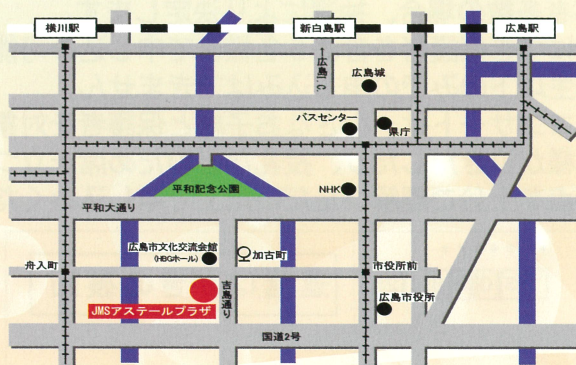 横川駅
新白島駅
広島駅
広島I.C.
広島城
バスセンター
県庁
平和記念公園
NHK
平和大通り
広島市文化交流会館
(HBGホール)
加古町
舟入町
市役所前
吉島通り
JMSアステールプラザ
広島市役所
国道2号